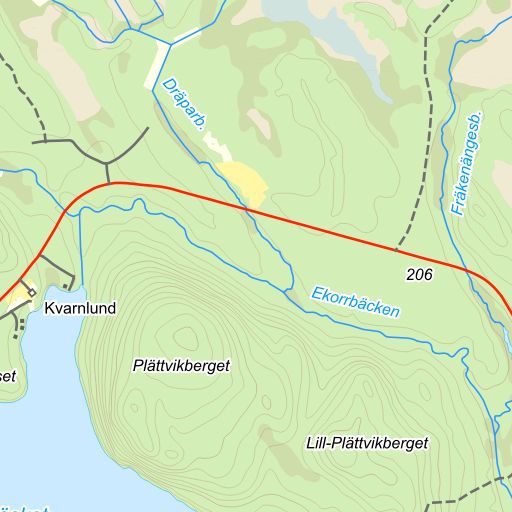 Dräparb.
Fräkenängesb.
206
Ekorrbäcken
Kvarnlund
Plättvikberget
Lill-Plättvikberget